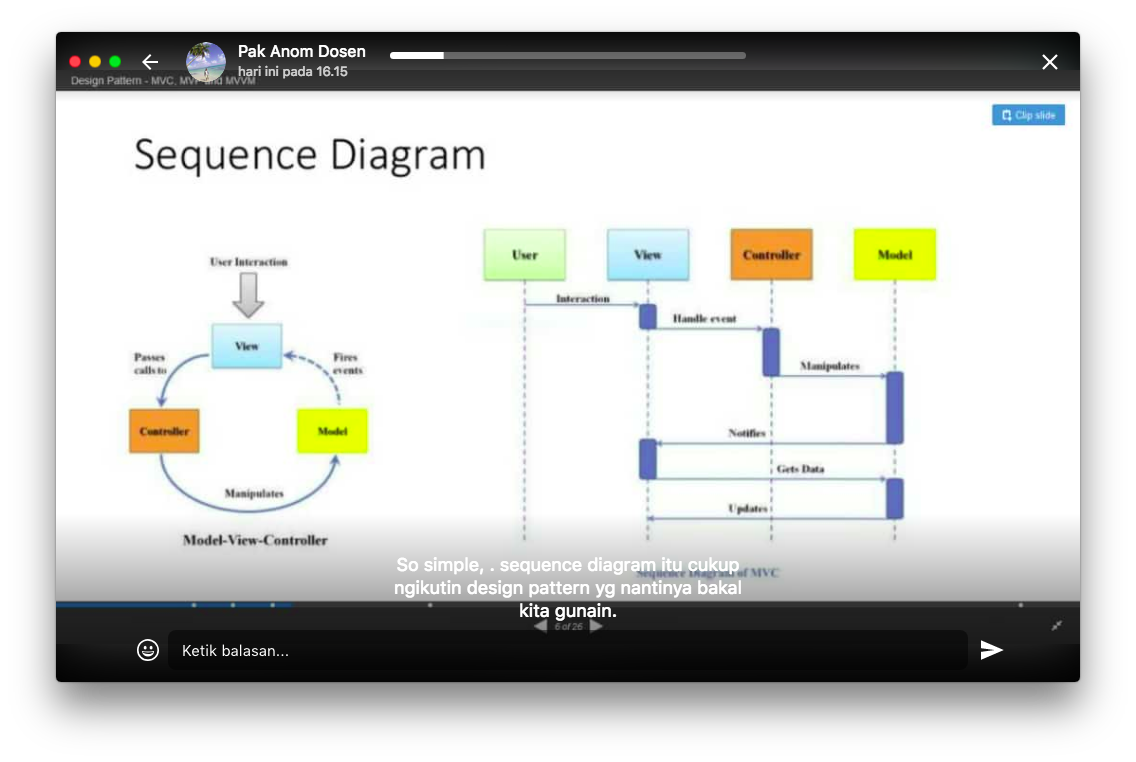 Pak Anom Dosen
hari ini pada 16.15
Design Pattern - MVC, MVP and MVVM
Clip slide
Sequence Diagram
User Interaction
View
Passes
calls to
Fires
events
Controller
Model
Manipulates
Model-View-Controller
User
View
Controller
Model
Interaction
Handle event
Manipulates
Notifies
Gets Data
Updates
Sequence Diagram of MVC
So simple, . sequence diagram itu cukup
ngikutin design pattern yg nantinya bakal
kita gunain.
6 of 26
Ketik balasan...